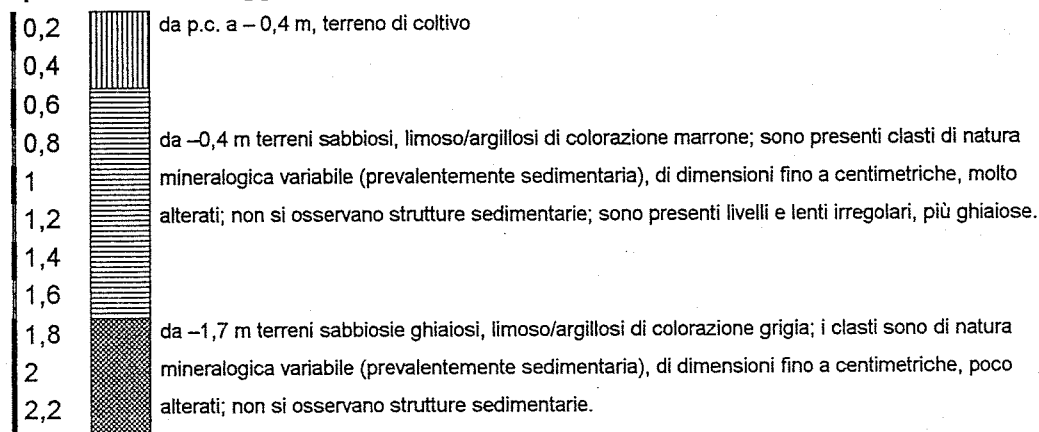 0,2 da p.c. a – 0,4 m, terreno di coltivo
0,4
0,6
0,8 da –0,4 m terreni sabbiosi, limoso/argillosi di colorazione marrone; sono presenti clasti di natura
1 mineralogica variabile (prevalentemente sedimentaria), di dimensioni fino a centimetriche, molto
1,2 alterati; non si osservano strutture sedimentarie; sono presenti livelli e lenti irregolari, più ghiaiose.
1,4
1,6
1,8 da –1,7 m terreni sabbiosie ghiaiosi, limoso/argillosi di colorazione grigia; i clasti sono di natura
2 mineralogica variabile (prevalentemente sedimentaria), di dimensioni fino a centimetriche, poco
2,2 alterati; non si osservano strutture sedimentarie.